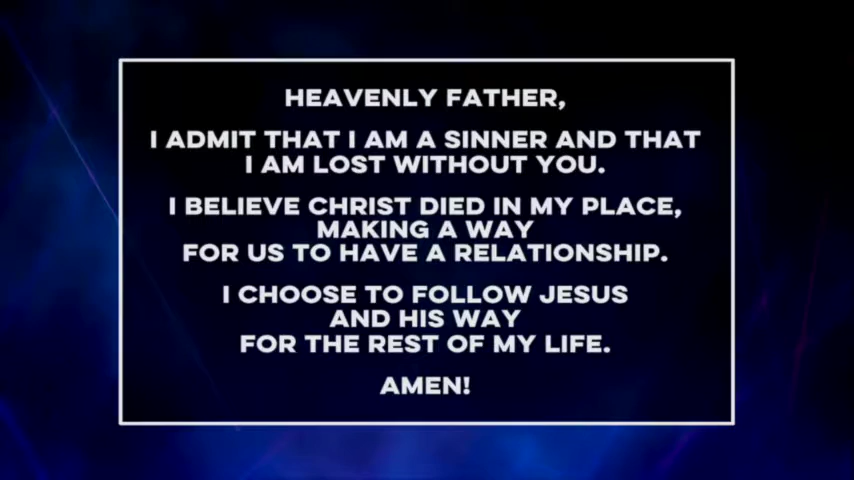 HEAVENLY FATHER,
I ADMIT THAT I AM A SINNER AND THAT
I AM LOST WITHOUT YOU.
I BELIEVE CHRIST DIED IN MY PLACE,
MAKING A WAY
FOR US TO HAVE A RELATIONSHIP.
I CHOOSE TO FOLLOW JESUS
AND HIS WAY
FOR THE REST OF MY LIFE.
AMEN!